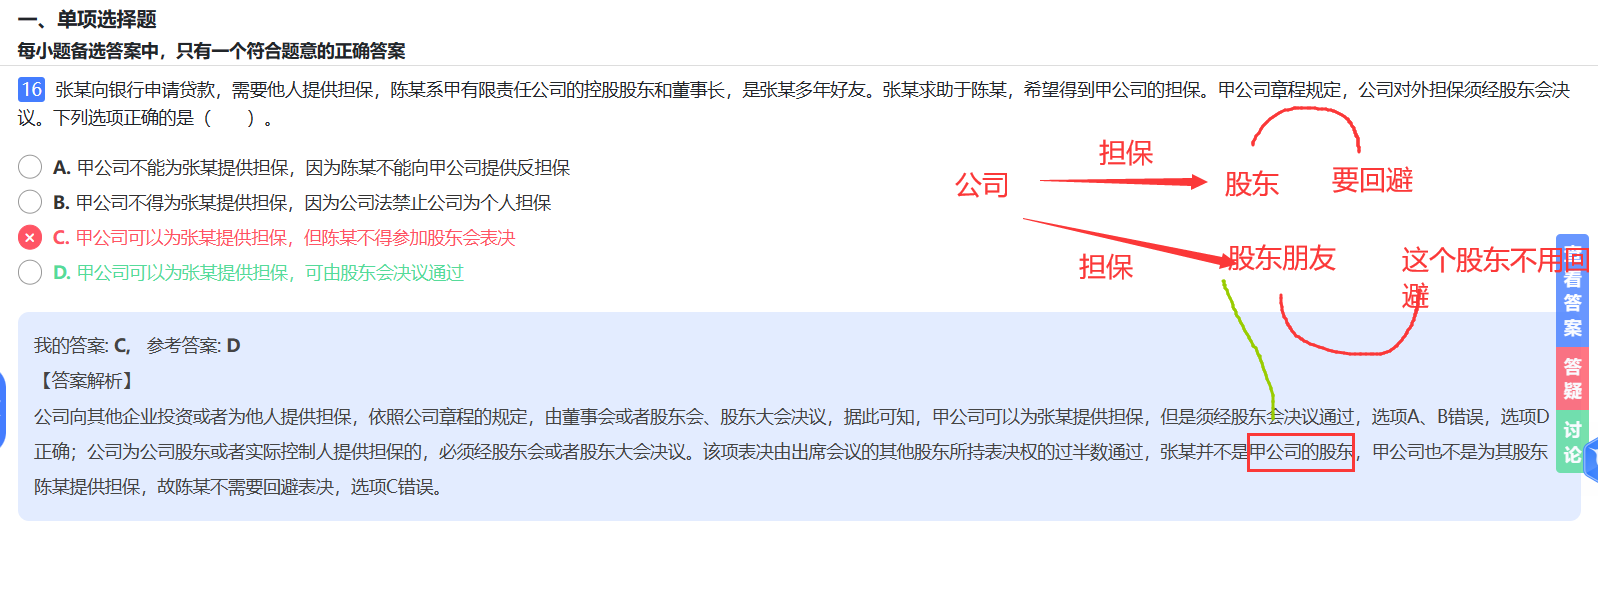 一、单项选择题
每小题备选答案中，只有一个符合题意的正确答案
16 张某向银行申请贷款，需要他人提供担保，陈某系甲有限责任公司的控股股东和董事长，是张某多年好友。张某求助于陈某，希望得到甲公司的担保。甲公司章程规定，公司对外担保须经股东会决
议。下列选项正确的是（　　）。
A. 甲公司不能为张某提供担保，因为陈某不能向甲公司提供反担保
B. 甲公司不得为张某提供担保，因为公司法禁止公司为个人担保
C. 甲公司可以为张某提供担保，但陈某不得参加股东会表决
D. 甲公司可以为张某提供担保，可由股东会决议通过
公司
担保
股东
要回避
担保
股东朋友
这个股东不用回
避
我的答案: C, 参考答案: D
【答案解析】
公司向其他企业投资或者为他人提供担保，依照公司章程的规定，由董事会或者股东会、股东大会决议，据此可知，甲公司可以为张某提供担保，但是须经股东会决议通过，选项A、B错误，选项D
正确；公司为公司股东或者实际控制人提供担保的，必须经股东会或者股东大会决议。该项表决由出席会议的其他股东所持表决权的过半数通过，张某并不是甲公司的股东，甲公司也不是为其股东
陈某提供担保，故陈某不需要回避表决，选项C错误。
看答案
答疑
讨论